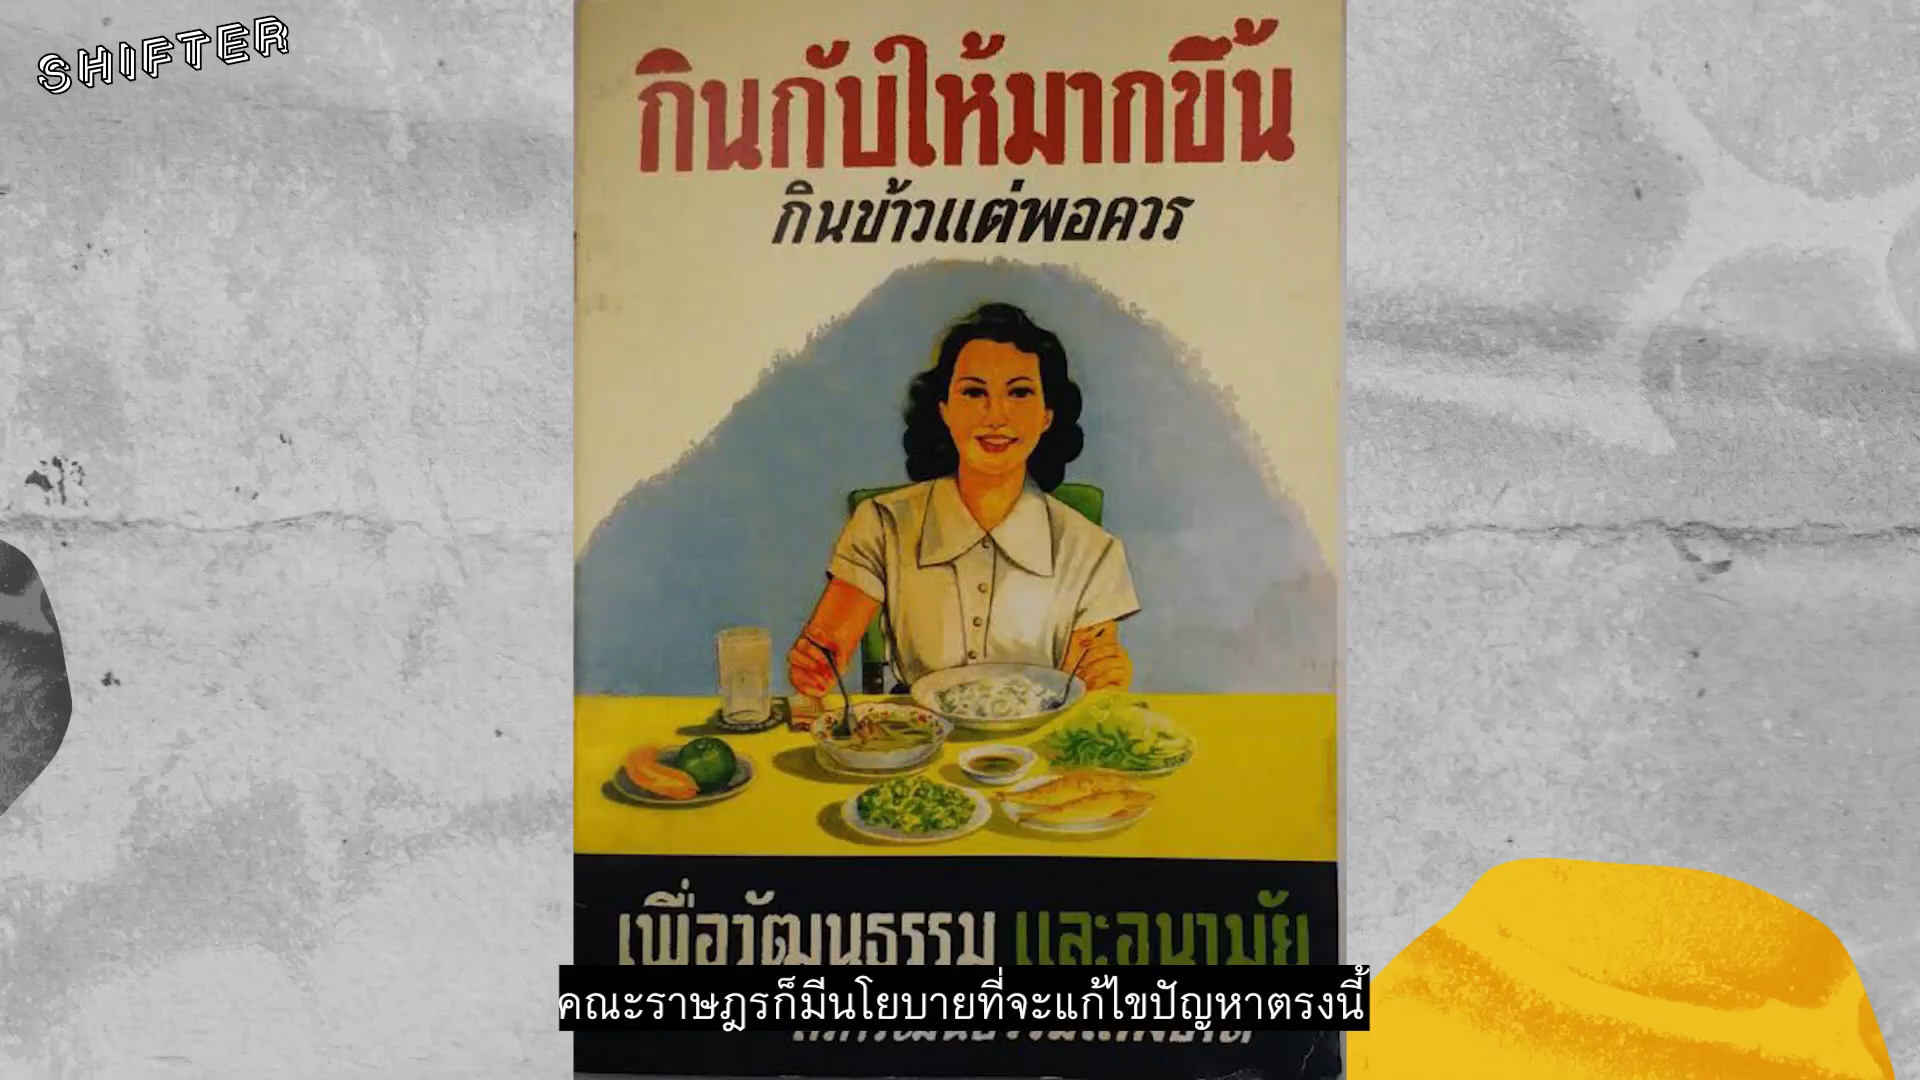 SHIFTER
กินกับให้มากขึ้น
กินข้าวแต่พอควร
เพื่อวัฒนธรรม และอนามัย
คณะราษฎรก็มีนโยบายที่จะแก้ไขปัญหาตรงนี้